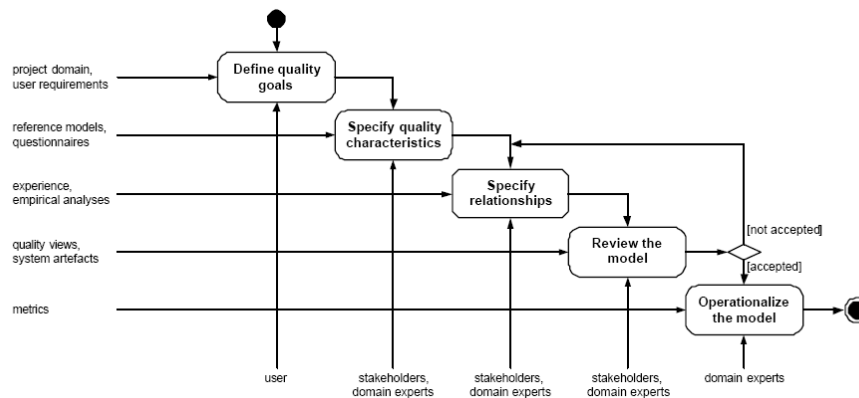 project domain,
user requirements
Define quality
goals
reference models,
questionnaires
Specify quality
characteristics
experience,
empirical analyses
Specify
relationships
[not accepted]
quality views,
system artefacts
Review the
model
[accepted]
metrics
Operationalize
the model
user
stakeholders,
domain experts
stakeholders,
domain experts
stakeholders,
domain experts
domain experts